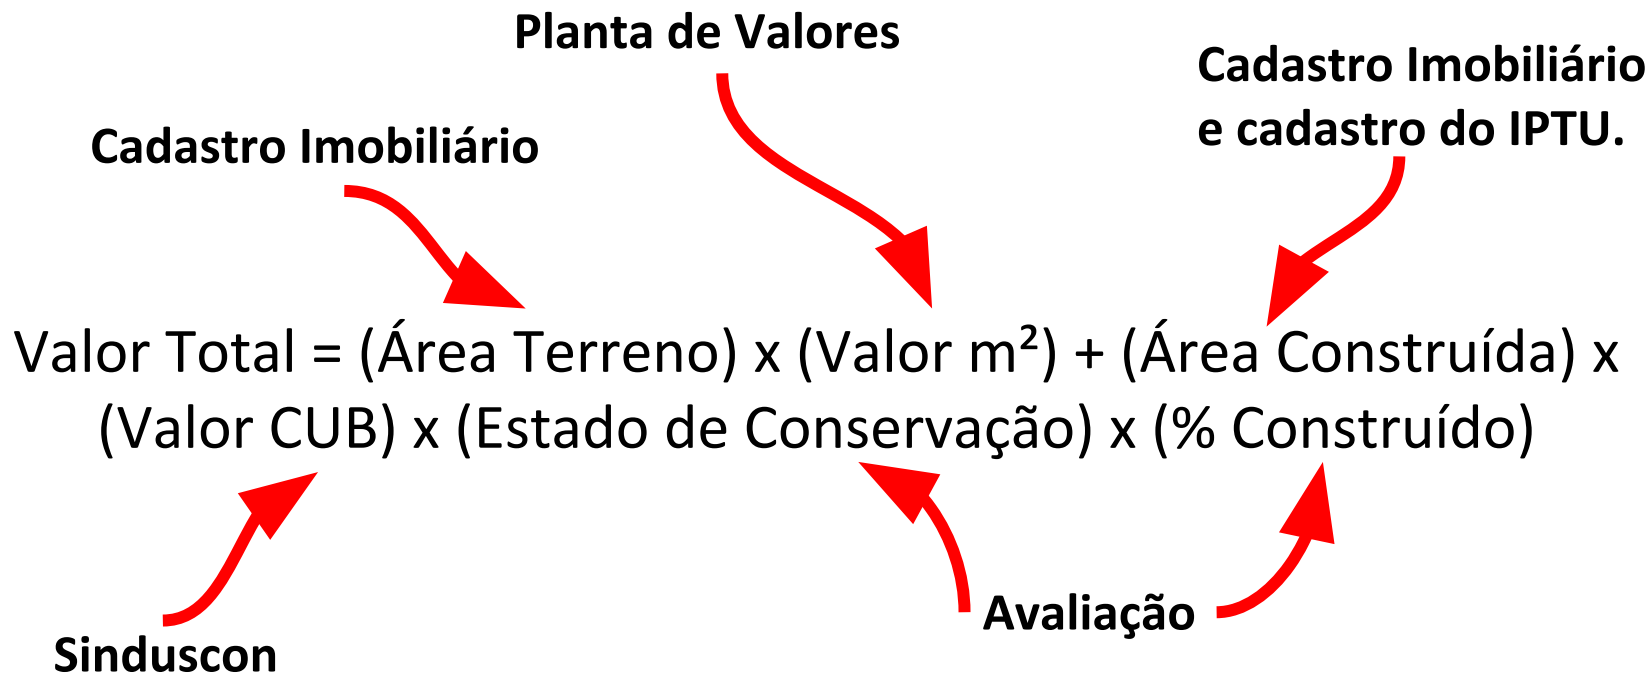 Planta de Valores
Cadastro Imobiliário
e cadastro do IPTU.
Cadastro Imobiliário
Valor Total = (Área Terreno) x (Valor m²) + (Área Construída) x
(Valor CUB) x (Estado de Conservação) x (% Construído)
Avaliação
Sinduscon